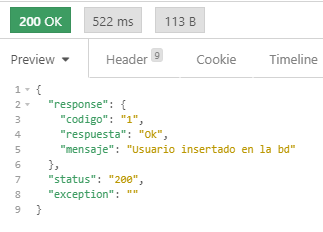 200 OK 522 ms 113 B
Preview Header 9 Cookie Timeline
1 {
2 "response": {
3 "codigo": "1",
4 "respuesta": "Ok",
5 "mensaje": "Usuario insertado en la bd"
6 },
7 "status": "200",
8 "exception": ""
9 }